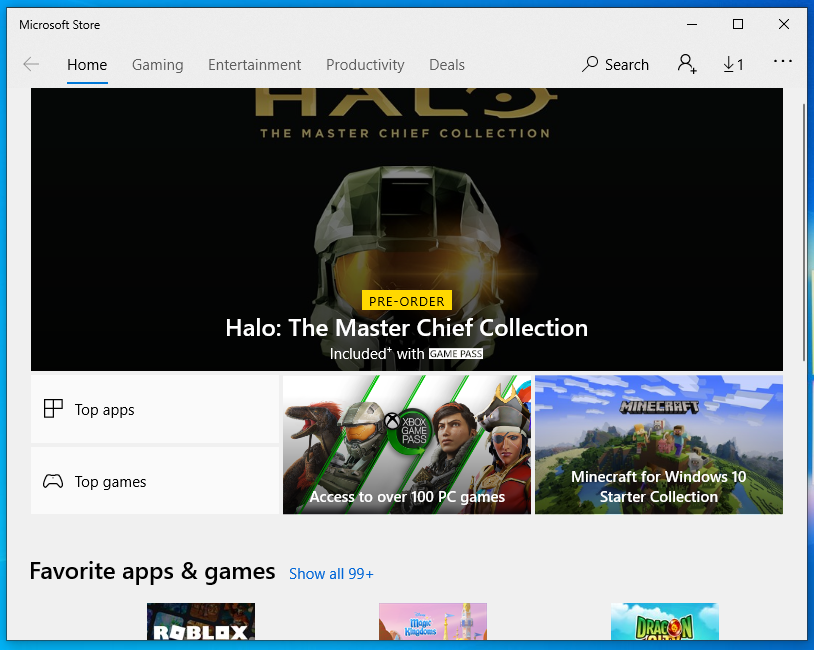 Microsoft Store
Home Gaming Entertainment Productivity Deals Search 1
HALO
THE MASTER CHIEF COLLECTION
PRE-ORDER
Halo: The Master Chief Collection
Included+ with GAME PASS
Top apps
Top games
XBOX
GAME
PASS
Access to over 100 PC games
MINECRAFT
Minecraft for Windows 10
Starter Collection
Favorite apps & games Show all 99+
ROBLOX
Disney
Magic
Kingdoms
DRAGON
CITY